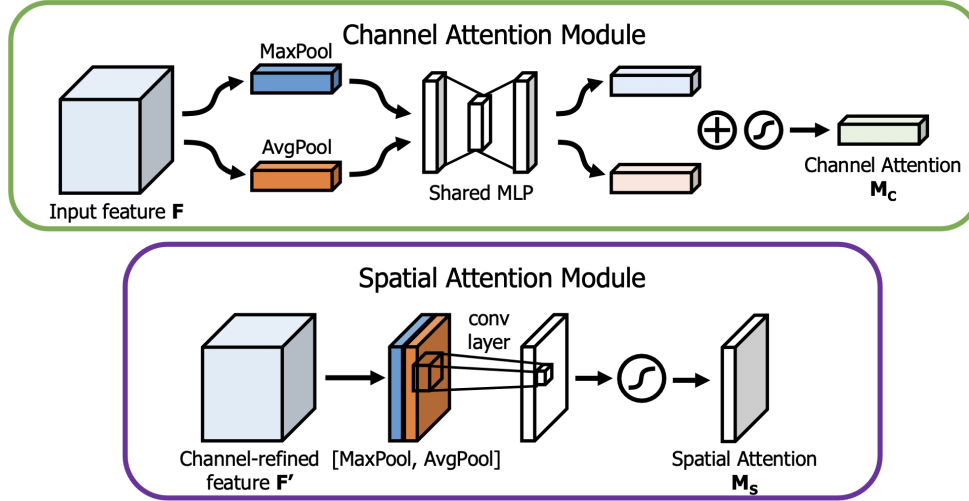 Channel Attention Module
MaxPool
AvgPool
Shared MLP
Input feature F
Channel Attention
Mc
Spatial Attention Module
conv
layer
Channel-refined
feature F'
[MaxPool, AvgPool]
Spatial Attention
Ms